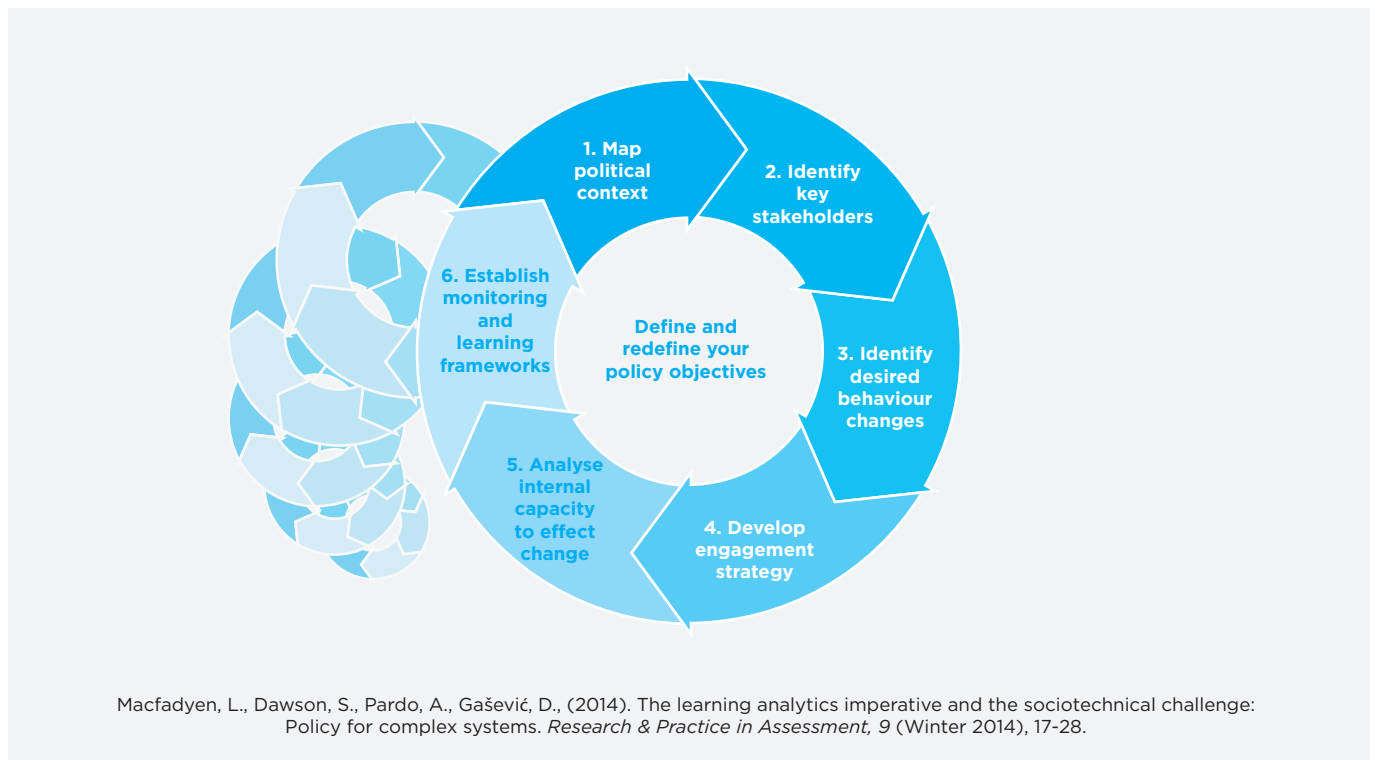 1. Map
political
context
2. Identify
key
stakeholders
3. Identify
desired
behaviour
changes
4. Develop
engagement
strategy
5. Analyse
internal
capacity
to effect
change
6. Establish
monitoring
and
learning
frameworks
Define and
redefine your
policy objectives
Macfadyen, L., Dawson, S., Pardo, A., Gašević, D., (2014). The learning analytics imperative and the sociotechnical challenge:
Policy for complex systems. Research & Practice in Assessment, 9 (Winter 2014), 17-28.